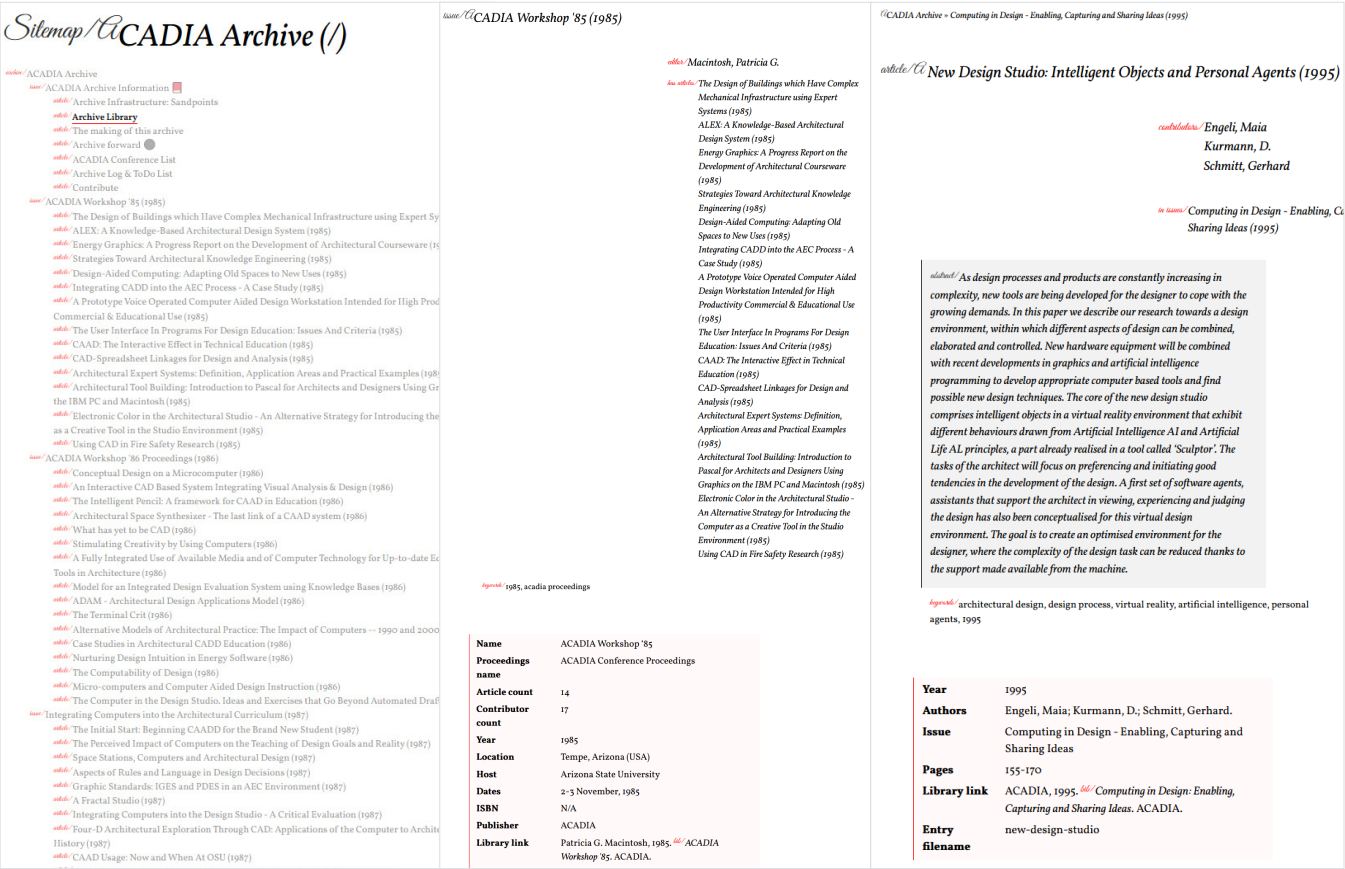 Sitemap/ACADIA Archive (/)
archive/ACADIA Archive
issue/ACADIA Archive Information
article/Archive Infrastructure: Sandpoints
article/Archive Library
article/The making of this archive
article/Archive forward
article/ACADIA Conference List
article/Archive Log & ToDo List
article/Contribute
issue/ACADIA Workshop '85 (1985)
article/The Design of Buildings which Have Complex Mechanical Infrastructure using Expert Sy
article/ALEX: A Knowledge-Based Architectural Design System (1985)
article/Energy Graphics: A Progress Report on the Development of Architectural Courseware (19
article/Strategies Toward Architectural Knowledge Engineering (1985)
article/Design-Aided Computing: Adapting Old Spaces to New Uses (1985)
article/Integrating CADD into the AEC Process - A Case Study (1985)
article/A Prototype Voice Operated Computer Aided Design Workstation Intended for High Prod
Commercial & Educational Use (1985)
article/The User Interface In Programs For Design Education: Issues And Criteria (1985)
article/CAAD: The Interactive Effect in Technical Education (1985)
article/CAD-Spreadsheet Linkages for Design and Analysis (1985)
article/Architectural Expert Systems: Definition, Application Areas and Practical Examples (198
article/Architectural Tool Building: Introduction to Pascal for Architects and Designers Using Gr
the IBM PC and Macintosh (1985)
article/Electronic Color in the Architectural Studio - An Alternative Strategy for Introducing the
as a Creative Tool in the Studio Environment (1985)
article/Using CAD in Fire Safety Research (1985)
issue/ACADIA Workshop '86 Proceedings (1986)
article/Conceptual Design on a Microcomputer (1986)
article/An Interactive CAD Based System Integrating Visual Analysis & Design (1986)
article/The Intelligent Pencil: A framework for CAAD in Education (1986)
article/Architectural Space Synthesizer - The last link of a CAAD system (1986)
article/What has yet to be CAD (1986)
article/Stimulating Creativity by Using Computers (1986)
article/A Fully Integrated Use of Available Media and of Computer Technology for Up-to-date Ed
Tools in Architecture (1986)
article/Model for an Integrated Design Evaluation System using Knowledge Bases (1986)
article/ADAM - Architectural Design Applications Model (1986)
article/The Terminal Crit (1986)
article/Alternative Models of Architectural Practice: The Impact of Computers -- 1990 and 2000
article/Case Studies in Architectural CADD Education (1986)
article/Nurturing Design Intuition in Energy Software (1986)
article/The Computability of Design (1986)
article/Micro-computers and Computer Aided Design Instruction (1986)
article/The Computer in the Design Studio. Ideas and Exercises that Go Beyond Automated Draf
issue/Integrating Computers into the Architectural Curriculum (1987)
article/The Initial Start: Beginning CAADD for the Brand New Student (1987)
article/The Perceived Impact of Computers on the Teaching of Design Goals and Reality (1987)
article/Space Stations, Computers and Architectural Design (1987)
article/Aspects of Rules and Language in Design Decisions (1987)
article/Graphic Standards: IGES and PDES in an AEC Environment (1987)
article/A Fractal Studio (1987)
article/Integrating Computers into the Design Studio - A Critical Evaluation (1987)
article/Four-D Architectural Exploration Through CAD: Applications of the Computer to Archite
History (1987)
article/CAAD Usage: Now and When At OSU (1987)
issue/ACADIA Workshop '85 (1985)
editor/Macintosh, Patricia G.
has articles/The Design of Buildings which Have Complex
Mechanical Infrastructure using Expert
Systems (1985)
ALEX: A Knowledge-Based Architectural
Design System (1985)
Energy Graphics: A Progress Report on the
Development of Architectural Courseware
(1985)
Strategies Toward Architectural Knowledge
Engineering (1985)
Design-Aided Computing: Adapting Old
Spaces to New Uses (1985)
Integrating CADD into the AEC Process - A
Case Study (1985)
A Prototype Voice Operated Computer Aided
Design Workstation Intended for High
Productivity Commercial & Educational Use
(1985)
The User Interface In Programs For Design
Education: Issues And Criteria (1985)
CAAD: The Interactive Effect in Technical
Education (1985)
CAD-Spreadsheet Linkages for Design and
Analysis (1985)
Architectural Expert Systems: Definition,
Application Areas and Practical Examples
(1985)
Architectural Tool Building: Introduction to
Pascal for Architects and Designers Using
Graphics on the IBM PC and Macintosh (1985)
Electronic Color in the Architectural Studio -
An Alternative Strategy for Introducing the
Computer as a Creative Tool in the Studio
Environment (1985)
Using CAD in Fire Safety Research (1985)
keywords/1985, acadia proceedings
Name ACADIA Workshop '85
Proceedings name ACADIA Conference Proceedings
Article count 14
Contributor count 17
Year 1985
Location Tempe, Arizona (USA)
Host Arizona State University
Dates 2-3 November, 1985
ISBN N/A
Publisher ACADIA
Library link Patricia G. Macintosh, 1985. bib/ACADIA
Workshop '85. ACADIA.
ACADIA Archive » Computing in Design - Enabling, Capturing and Sharing Ideas (1995)
article/A New Design Studio: Intelligent Objects and Personal Agents (1995)
contributors/Engeli, Maia
Kurmann, D.
Schmitt, Gerhard
in issues/Computing in Design - Enabling, Ca
Sharing Ideas (1995)
abstract/As design processes and products are constantly increasing in
complexity, new tools are being developed for the designer to cope with the
growing demands. In this paper we describe our research towards a design
environment, within which different aspects of design can be combined,
elaborated and controlled. New hardware equipment will be combined
with recent developments in graphics and artificial intelligence
programming to develop appropriate computer based tools and find
possible new design techniques. The core of the new design studio
comprises intelligent objects in a virtual reality environment that exhibit
different behaviours drawn from Artificial Intelligence AI and Artificial
Life AL principles, a part already realised in a tool called 'Sculptor'. The
tasks of the architect will focus on preferencing and initiating good
tendencies in the development of the design. A first set of software agents,
assistants that support the architect in viewing, experiencing and judging
the design has also been conceptualised for this virtual design
environment. The goal is to create an optimised environment for the
designer, where the complexity of the design task can be reduced thanks to
the support made available from the machine.
keywords/architectural design, design process, virtual reality, artificial intelligence, personal
agents, 1995
Year 1995
Authors Engeli, Maia; Kurmann, D.; Schmitt, Gerhard.
Issue Computing in Design - Enabling, Capturing and
Sharing Ideas
Pages 155-170
Library link ACADIA, 1995. bib/Computing in Design: Enabling,
Capturing and Sharing Ideas. ACADIA.
Entry filename new-design-studio